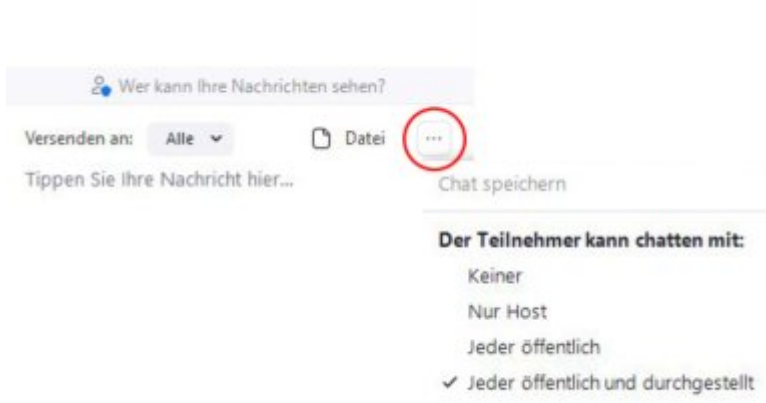 Wer kann Ihre Nachrichten sehen?
Versenden an: Alle Datei ...
Tippen Sie Ihre Nachricht hier...
Chat speichern
Der Teilnehmer kann chatten mit:
Keiner
Nur Host
Jeder öffentlich
✓ Jeder öffentlich und durchgestellt